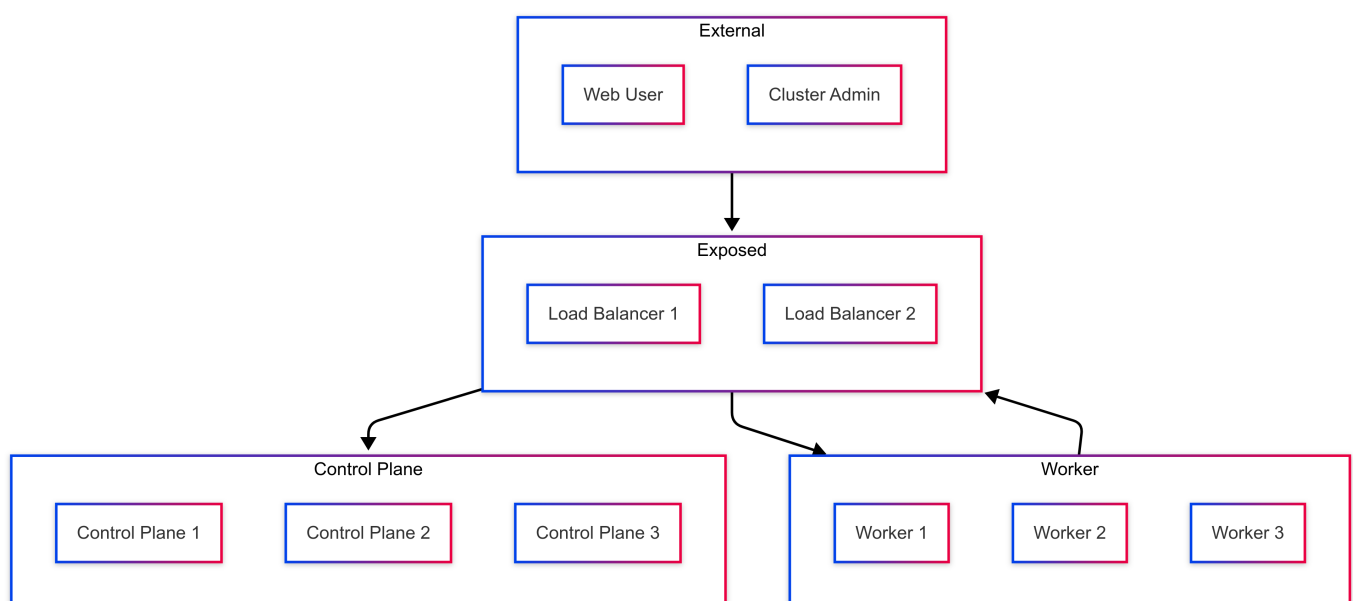 External
Web User
Cluster Admin
Exposed
Load Balancer 1
Load Balancer 2
Control Plane
Control Plane 1
Control Plane 2
Control Plane 3
Worker
Worker 1
Worker 2
Worker 3